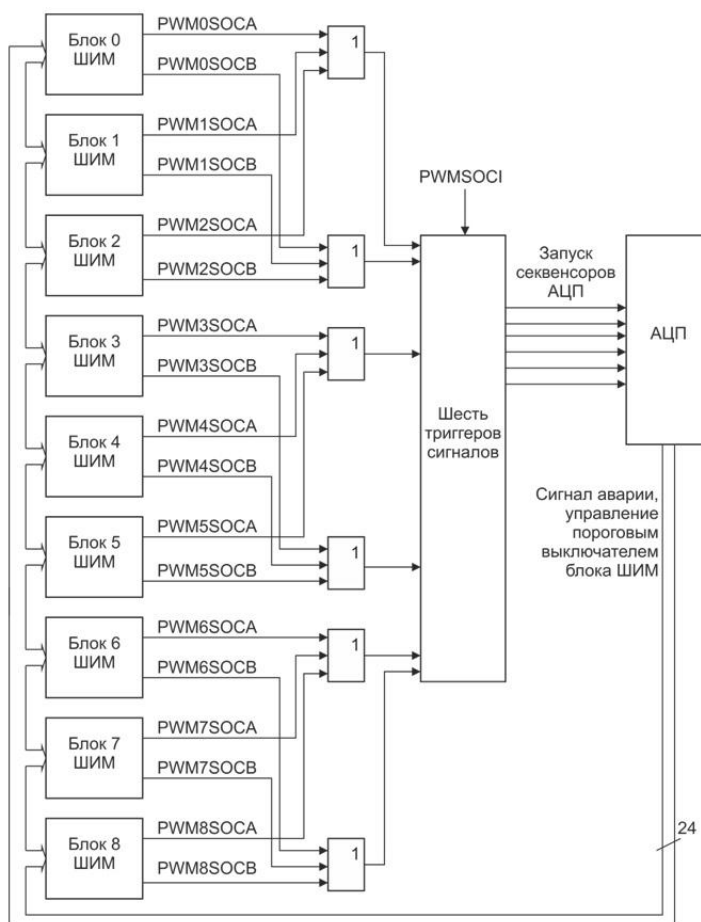 Блок 0
ШИМ
PWM0SOCA
PWM0SOCB
1
Блок 1
ШИМ
PWM1SOCA
PWM1SOCB
Блок 2
ШИМ
PWM2SOCA
PWM2SOCB
1
Блок 3
ШИМ
PWM3SOCA
PWM3SOCB
1
Блок 4
ШИМ
PWM4SOCA
PWM4SOCB
Блок 5
ШИМ
PWM5SOCA
PWM5SOCB
1
Блок 6
ШИМ
PWM6SOCA
PWM6SOCB
1
Блок 7
ШИМ
PWM7SOCA
PWM7SOCB
Блок 8
ШИМ
PWM8SOCA
PWM8SOCB
1
PWMSOCI
Шесть
триггеров
сигналов
Запуск
секвенсоров
АЦП
АЦП
Сигнал аварии,
управление
пороговым
выключателем
блока ШИМ
24